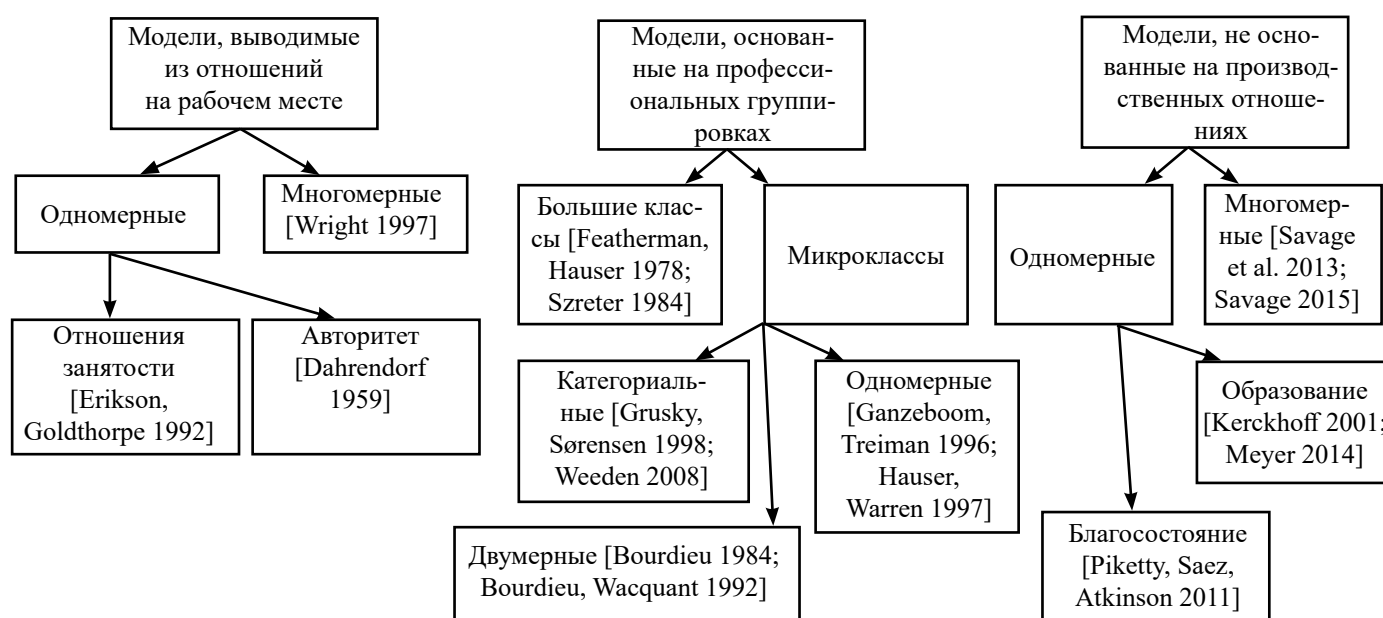 Модели, выводимые
из отношений
на рабочем месте
Модели, основан-
ные на професси-
ональных группи-
ровках
Модели, не осно-
ванные на производ-
ственных отноше-
ниях
Одномерные
Многомерные
[Wright 1997]
Большие клас-
сы [Featherman,
Hauser 1978;
Szreter 1984]
Микроклассы
Одномерные
Многомер-
ные [Savage
et al. 2013;
Savage 2015]
Отношения
занятости
[Erikson,
Goldthorpe 1992]
Авторитет
[Dahrendorf
1959]
Категориаль-
ные [Grusky,
Sørensen 1998;
Weeden 2008]
Одномерные
[Ganzeboom,
Treiman 1996;
Hauser,
Warren 1997]
Образование
[Kerckhoff 2001;
Meyer 2014]
Двумерные [Bourdieu 1984;
Bourdieu, Wacquant 1992]
Благосостояние
[Piketty, Saez,
Atkinson 2011]